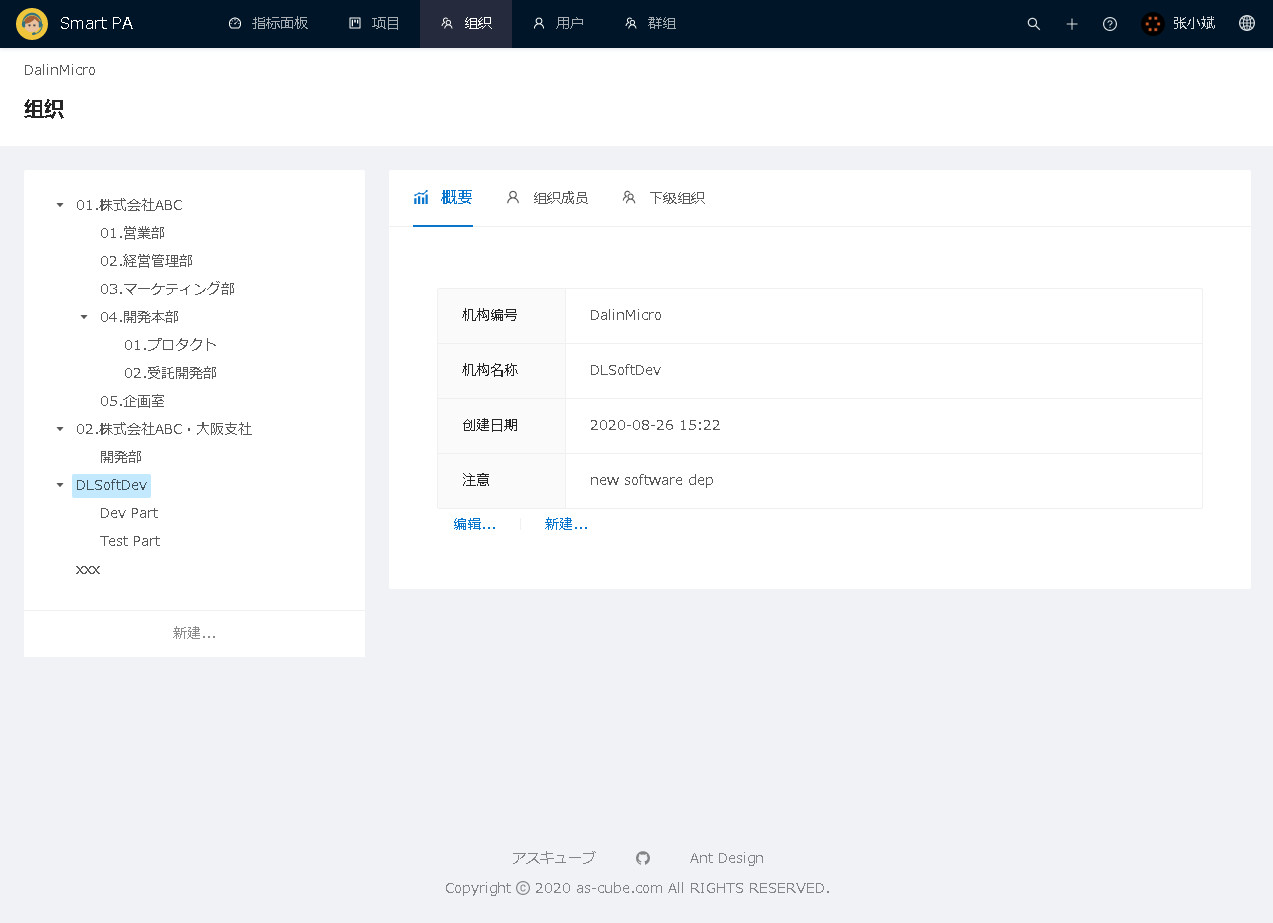 Smart PA 指标面板 项目 组织 用户 群组 张小斌
DalinMicro
组织
01.株式会社ABC
01.営業部
02.経営管理部
03.マーケティング部
04.開発本部
01.プロタクト
02.受託開発部
05.企画室
02.株式会社ABC・大阪支社
開発部
DLSoftDev
Dev Part
Test Part
xxx
新建...
概要 组织成员 下级组织
机构编号 DalinMicro
机构名称 DLSoftDev
创建日期 2020-08-26 15:22
注意 new software dep
编辑... 新建...
アスキューブ Ant Design
Copyright © 2020 as-cube.com All RIGHTS RESERVED.